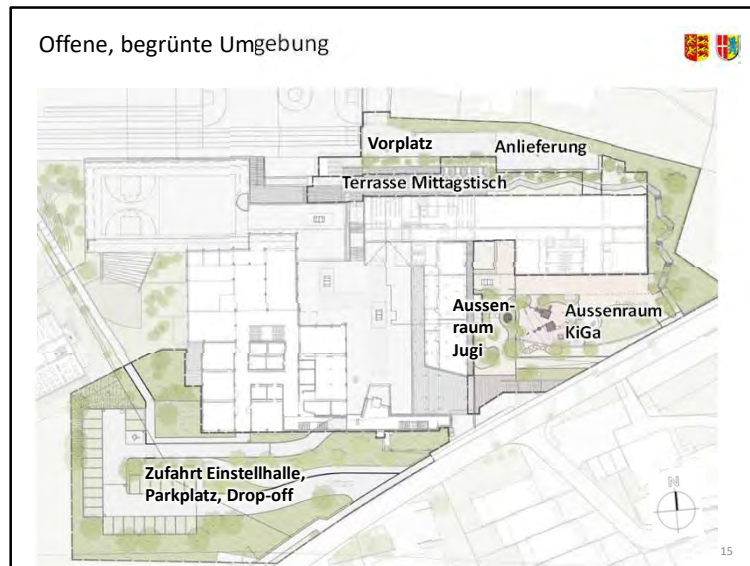 Offene, begrünte Umgebung
Vorplatz
Anlieferung
Terrasse Mittagstisch
Aussen-
raum
Jugi
Aussenraum
KiGa
Zufahrt Einstellhalle,
Parkplatz, Drop-off
N
15